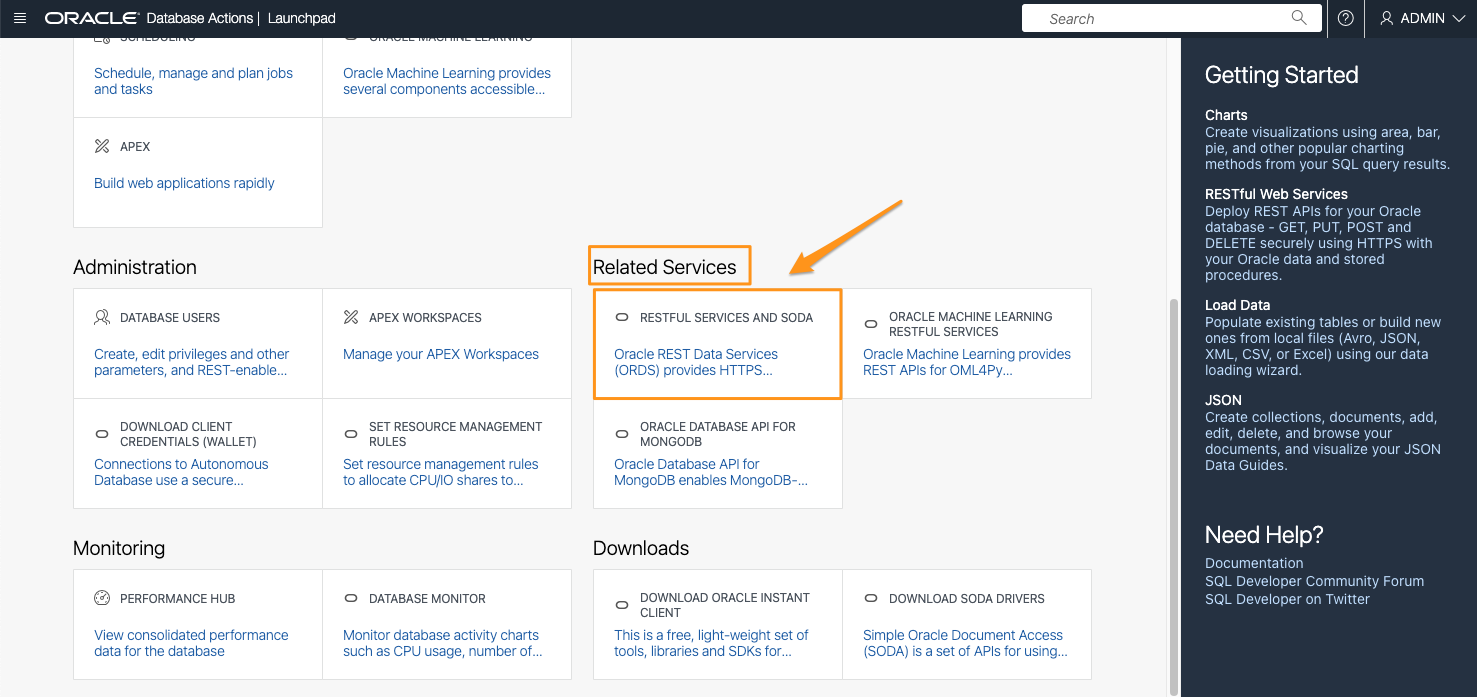 ORACLE Database Actions | Launchpad
Search
ADMIN
SCHEDULING
Schedule, manage and plan jobs
and tasks
ORACLE MACHINE LEARNING
Oracle Machine Learning provides
several components accessible...
APEX
Build web applications rapidly
Administration
DATABASE USERS
Create, edit privileges and other
parameters, and REST-enable...
APEX WORKSPACES
Manage your APEX Workspaces
DOWNLOAD CLIENT
CREDENTIALS (WALLET)
Connections to Autonomous
Database use a secure...
SET RESOURCE MANAGEMENT
RULES
Set resource management rules
to allocate CPU/IO shares to...
Related Services
RESTFUL SERVICES AND SODA
Oracle REST Data Services
(ORDS) provides HTTPS...
ORACLE MACHINE LEARNING
RESTFUL SERVICES
Oracle Machine Learning provides
REST APIs for OML4Py...
ORACLE DATABASE API FOR
MONGODB
Oracle Database API for
MongoDB enables MongoDB-...
Monitoring
PERFORMANCE HUB
View consolidated performance
data for the database
DATABASE MONITOR
Monitor database activity charts
such as CPU usage, number of...
Downloads
DOWNLOAD ORACLE INSTANT
CLIENT
This is a free, light-weight set of
tools, libraries and SDKs for...
DOWNLOAD SODA DRIVERS
Simple Oracle Document Access
(SODA) is a set of APIs for using...
Getting Started
Charts
Create visualizations using area, bar,
pie, and other popular charting
methods from your SQL query results.
RESTful Web Services
Deploy REST APIs for your Oracle
database - GET, PUT, POST and
DELETE securely using HTTPS with
your Oracle data and stored
procedures.
Load Data
Populate existing tables or build new
ones from local files (Avro, JSON,
XML, CSV, or Excel) using our data
loading wizard.
JSON
Create collections, documents, add,
edit, delete, and browse your
documents, and visualize your JSON
Data Guides.
Need Help?
Documentation
SQL Developer Community Forum
SQL Developer on Twitter